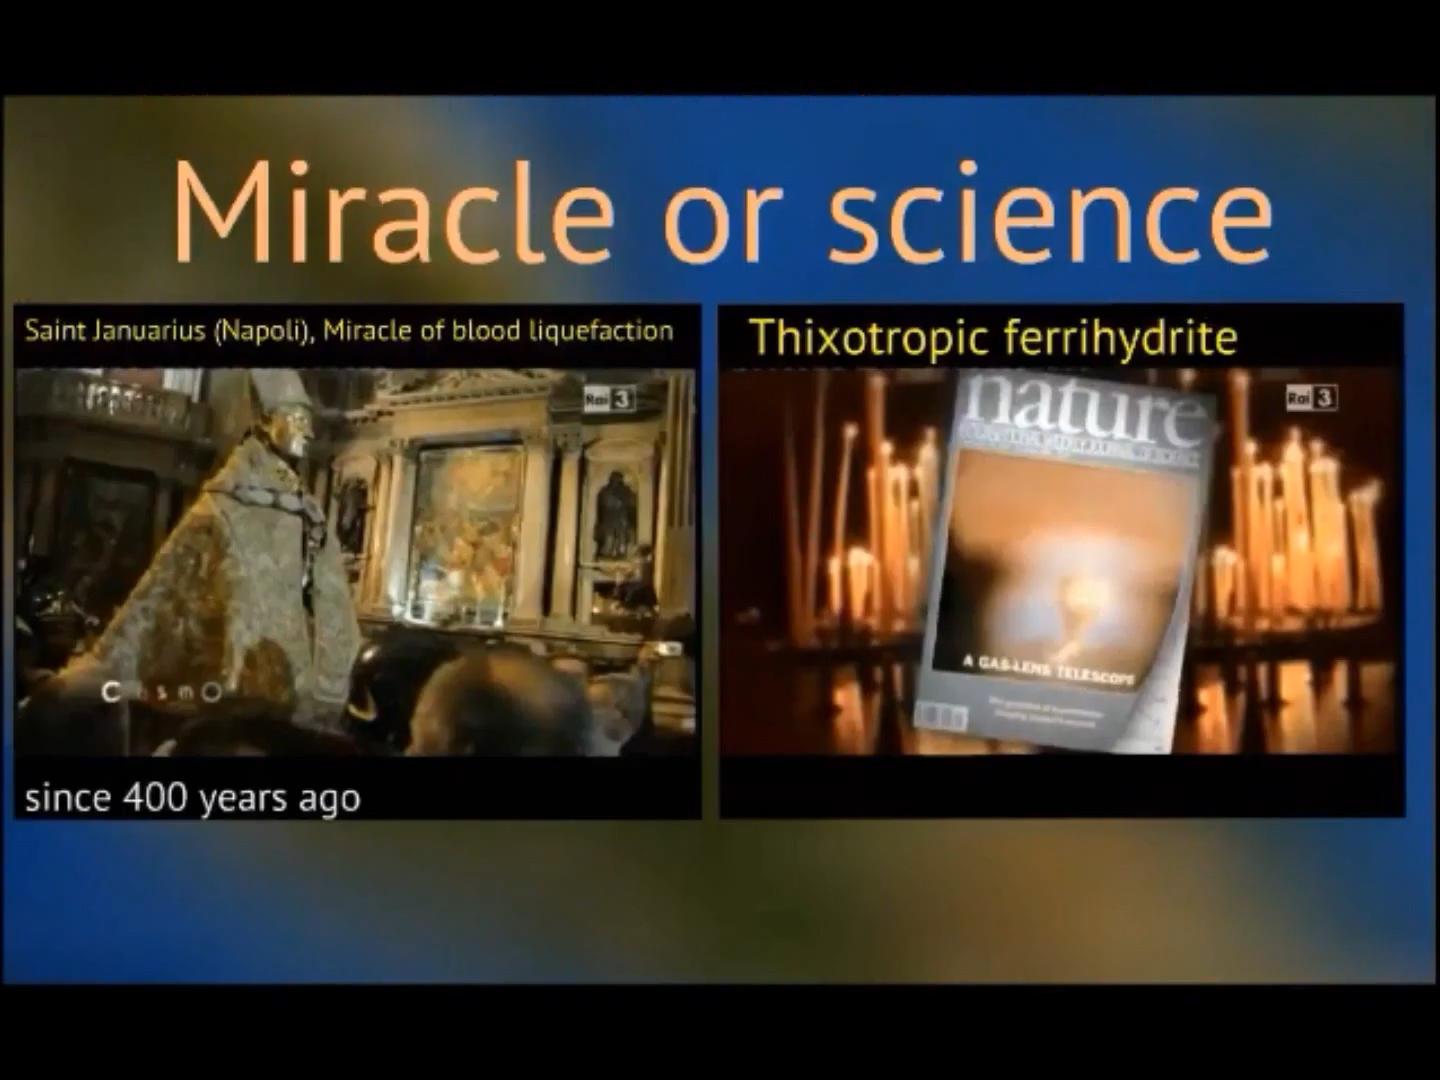 Miracle or science
Saint Januarius (Napoli), Miracle of blood liquefaction
Rai 3
CosmO
since 400 years ago
Thixotropic ferrihydrite
Rai 3
nature
A GAS-LENS TELESCOPE